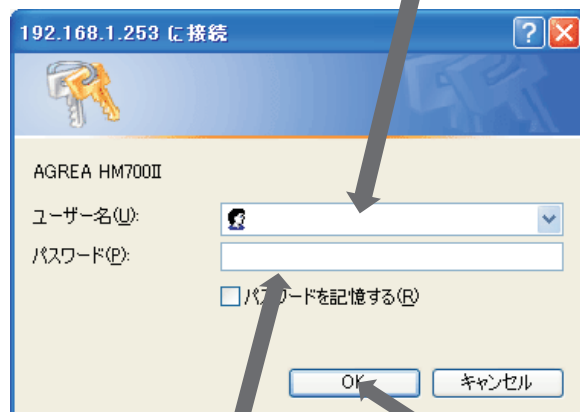 192.168.1.253 に接続
AGREA HM700Ⅱ
ユーザー名(U):
パスワード(P):
パスワードを記憶する(R)
OK
キャンセル